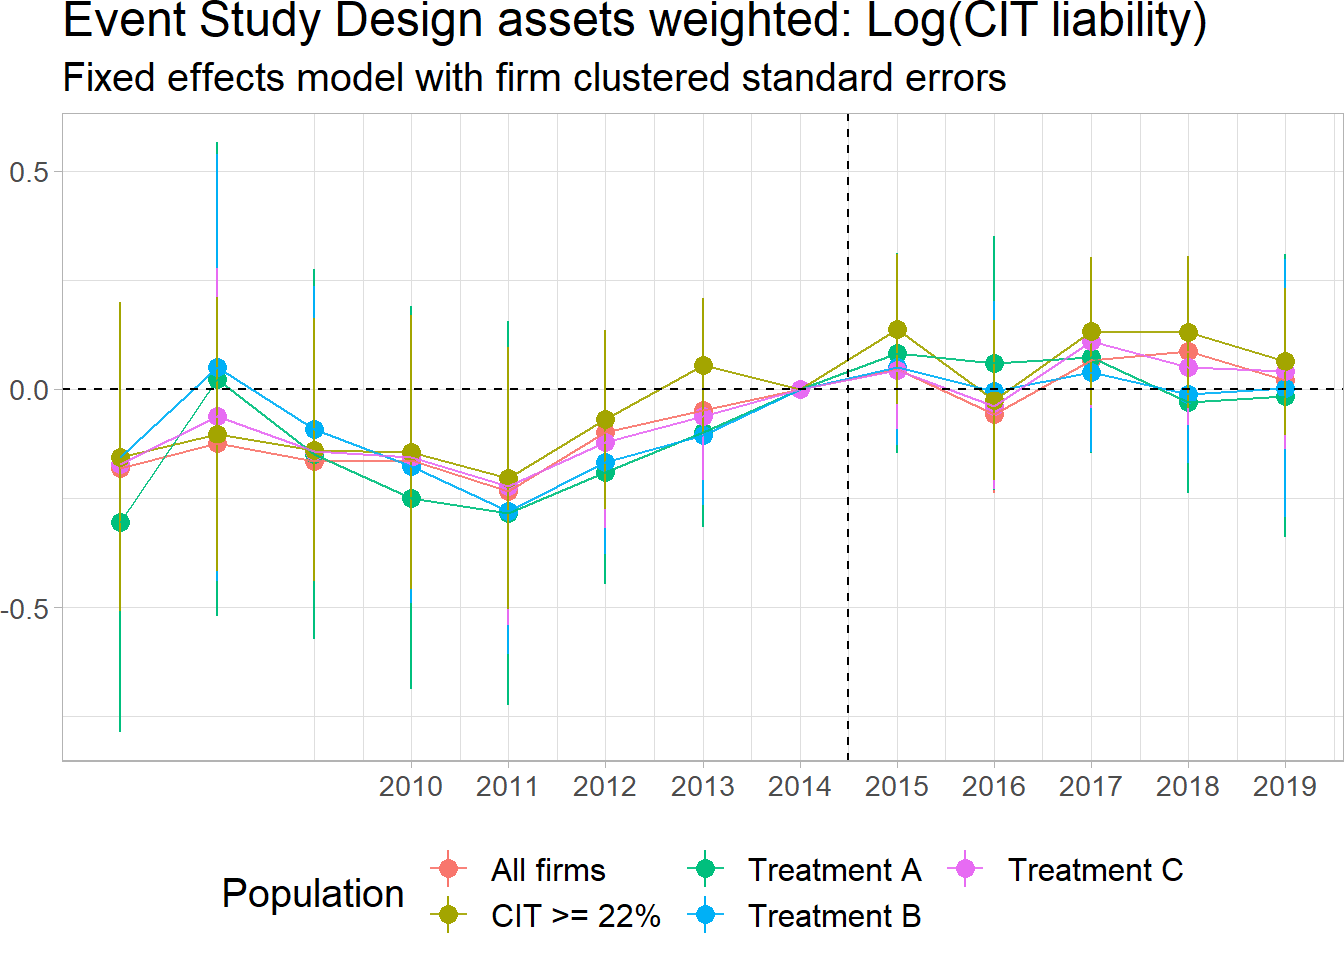 Event Study Design assets weighted: Log(CIT liability)
Fixed effects model with firm clustered standard errors
0.5
0.0
-0.5
2010 2011 2012 2013 2014 2015 2016 2017 2018 2019
Population
All firms
CIT >= 22%
Treatment A
Treatment B
Treatment C